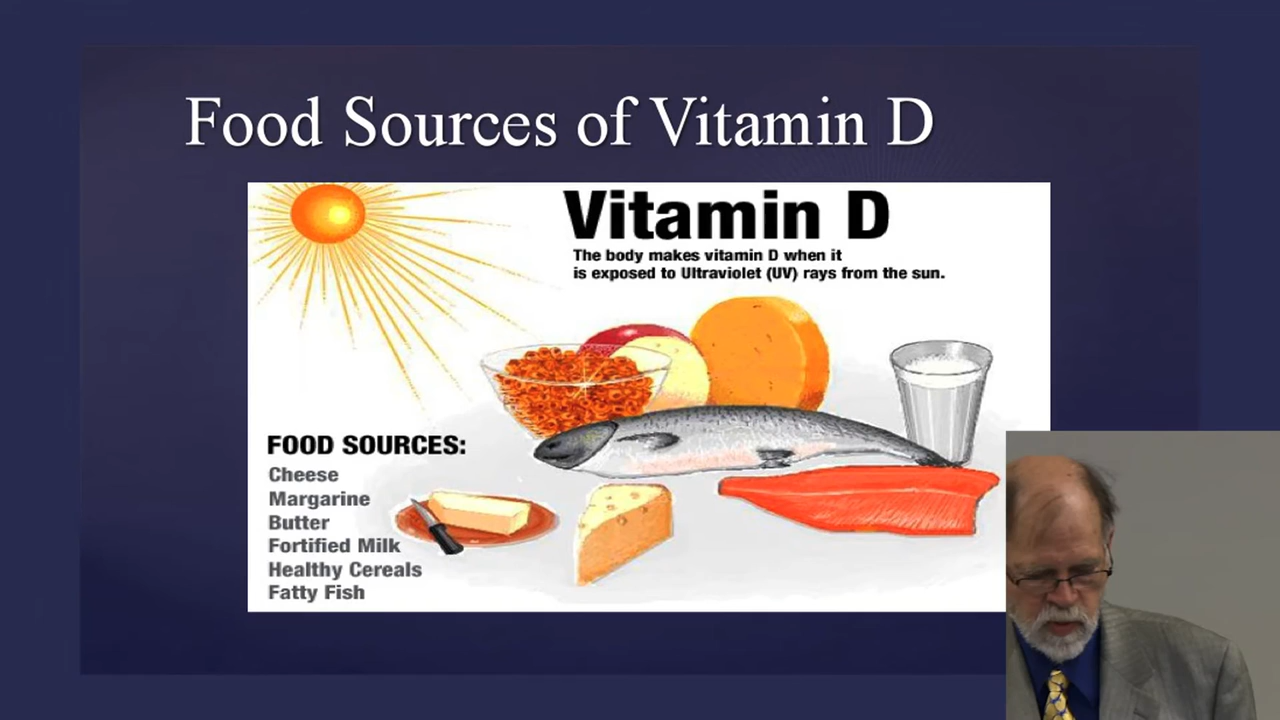 Food Sources of Vitamin D
Vitamin D
The body makes vitamin D when it
is exposed to Ultraviolet (UV) rays from the sun.
FOOD SOURCES:
Cheese
Margarine
Butter
Fortified Milk
Healthy Cereals
Fatty Fish